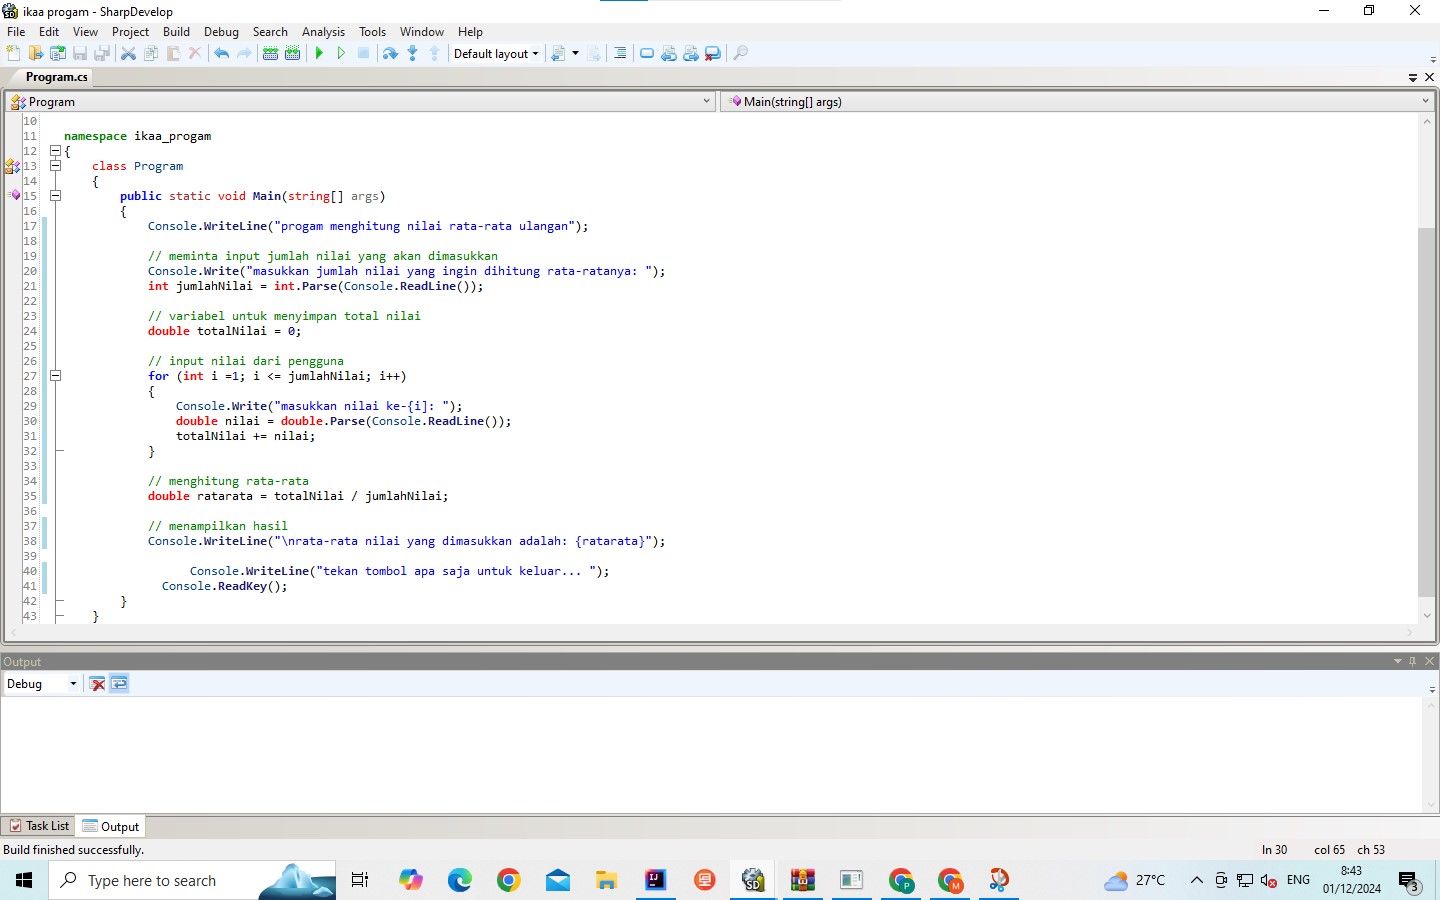 ikaa progam - SharpDevelop
File Edit View Project Build Debug Search Analysis Tools Window Help
Default layout
Program.cs
Program
Main(string[] args)
10
11 namespace ikaa_progam
12 {
13 class Program
14 {
15 public static void Main(string[] args)
16 {
17 Console.WriteLine("progam menghitung nilai rata-rata ulangan");
18
19 // meminta input jumlah nilai yang akan dimasukkan
20 Console.Write("masukkan jumlah nilai yang ingin dihitung rata-ratanya: ");
21 int jumlahNilai = int.Parse(Console.ReadLine());
22
23 // variabel untuk menyimpan total nilai
24 double totalNilai = 0;
25
26 // input nilai dari pengguna
27 for (int i =1; i <= jumlahNilai; i++)
28 {
29 Console.Write("masukkan nilai ke-{i]: ");
30 double nilai = double.Parse(Console.ReadLine());
31 totalNilai += nilai;
32 }
33
34 // menghitung rata-rata
35 double ratarata = totalNilai / jumlahNilai;
36
37 // menampilkan hasil
38 Console.WriteLine("\nrata-rata nilai yang dimasukkan adalah: {ratarata}");
39
40 Console.WriteLine("tekan tombol apa saja untuk keluar... ");
41 Console.ReadKey();
42 }
43 }
Output
Debug
Task List Output
Build finished successfully.
ln 30 col 65 ch 53
Type here to search
27°C
ENG
8:43
01/12/2024
3